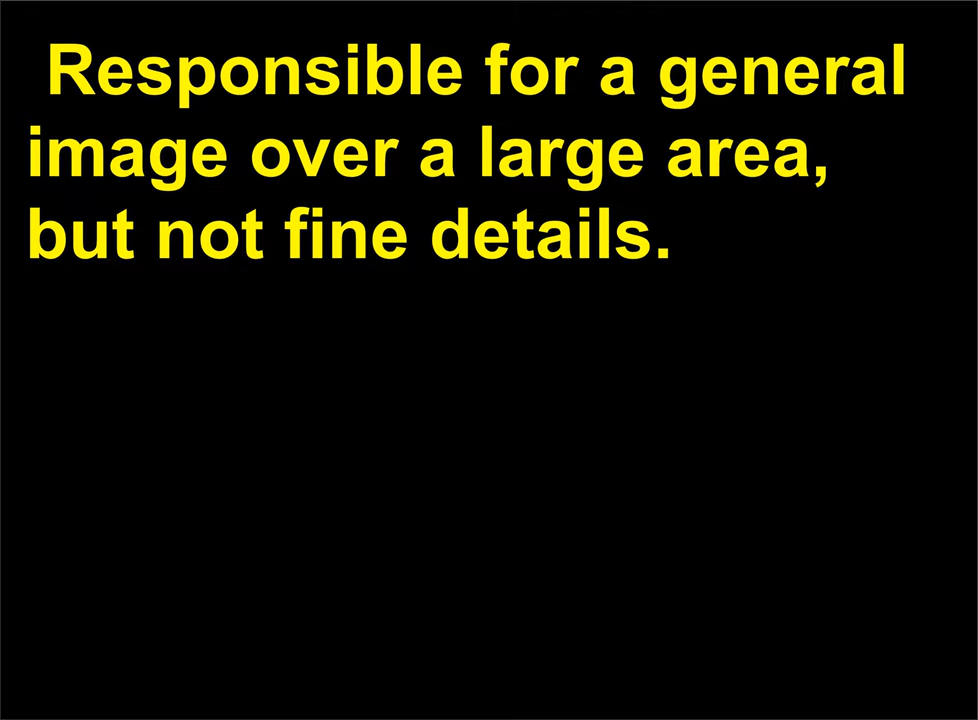 Responsible for a general
image over a large area,
but not fine details.